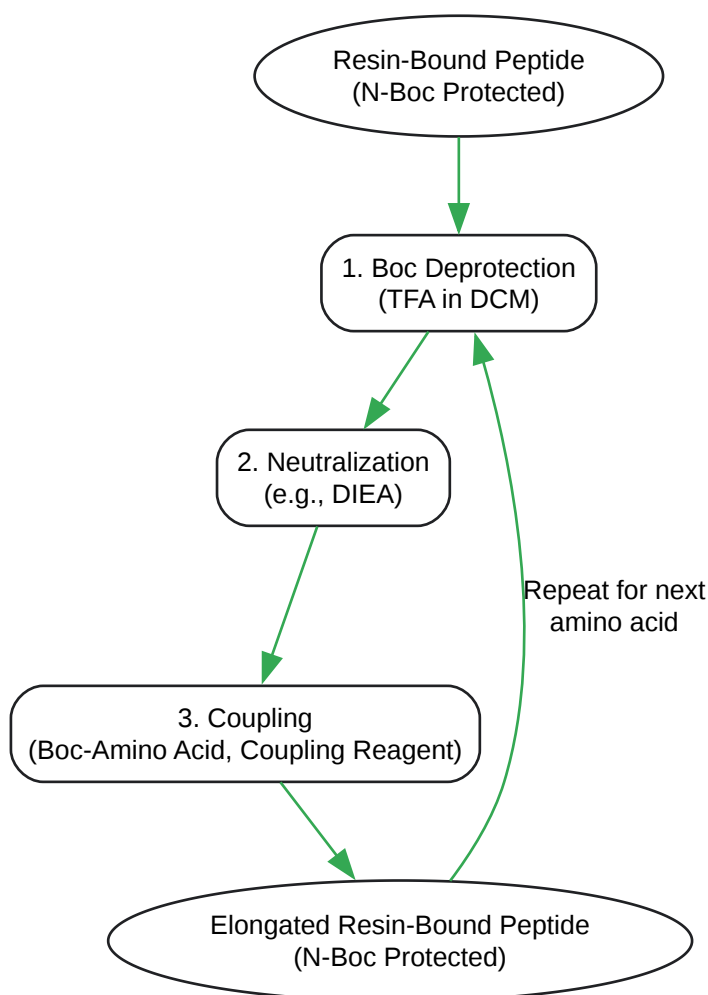 Resin-Bound Peptide
(N-Boc Protected)
1. Boc Deprotection
(TFA in DCM)
2. Neutralization
(e.g., DIEA)
Repeat for next
amino acid
3. Coupling
(Boc-Amino Acid, Coupling Reagent)
Elongated Resin-Bound Peptide
(N-Boc Protected)